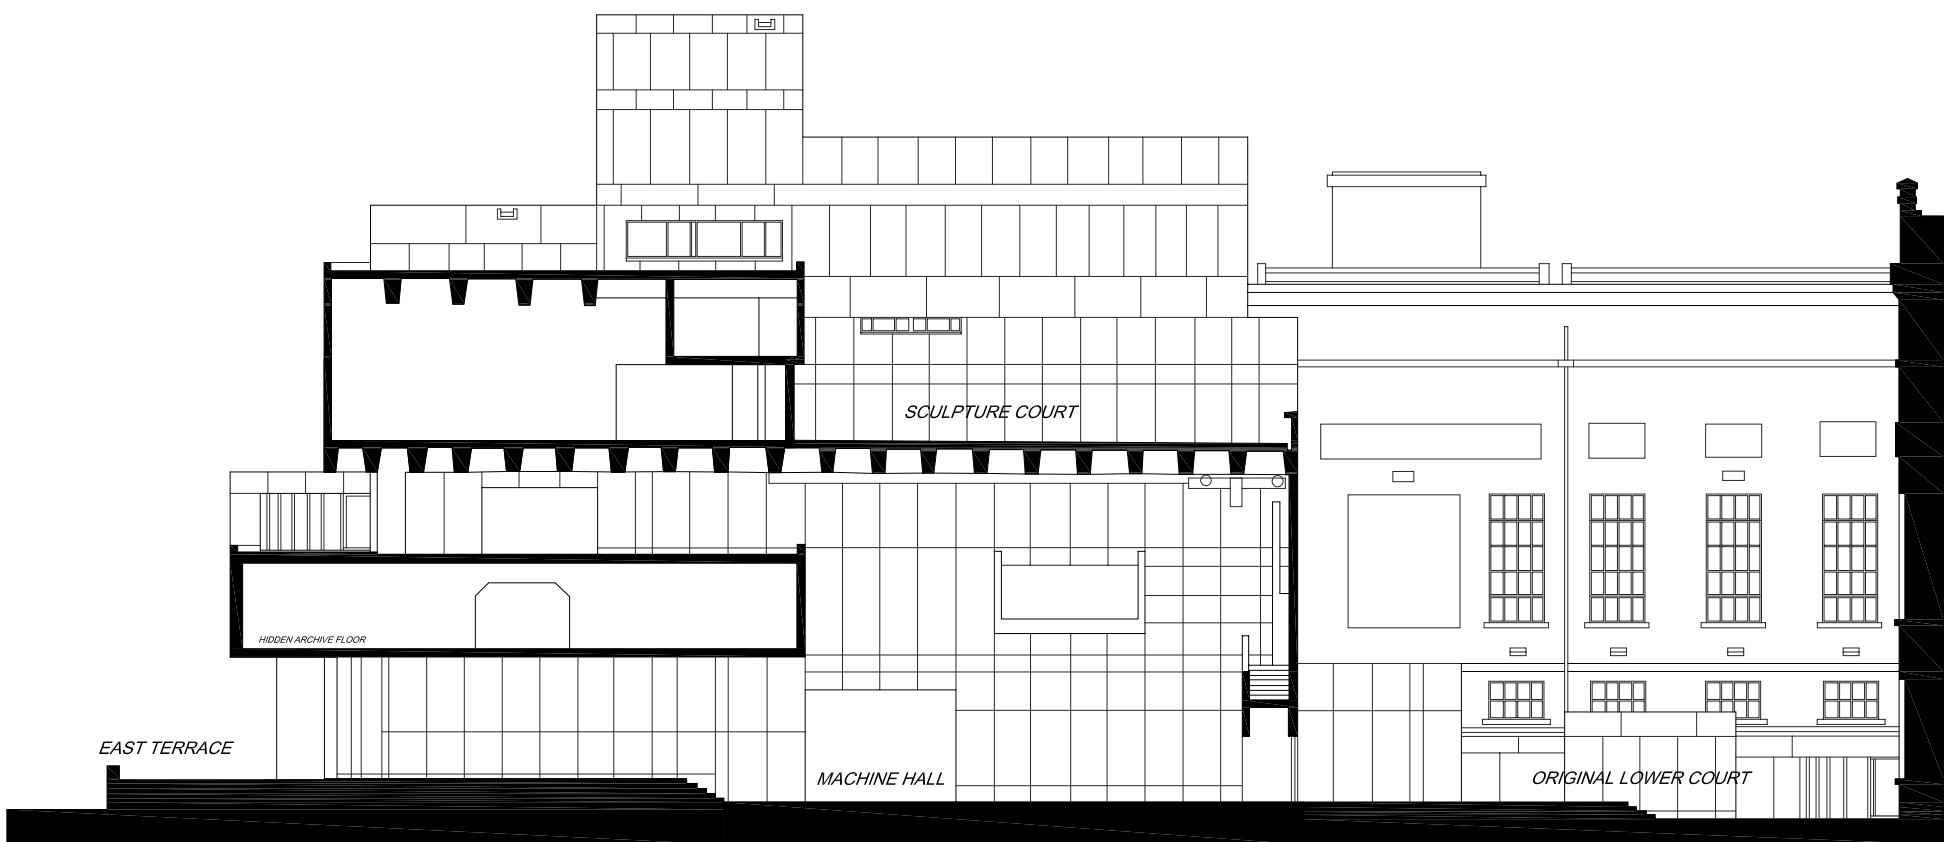 SCULPTURE COURT
HIDDEN ARCHIVE FLOOR
EAST TERRACE
MACHINE HALL
ORIGINAL LOWER COURT